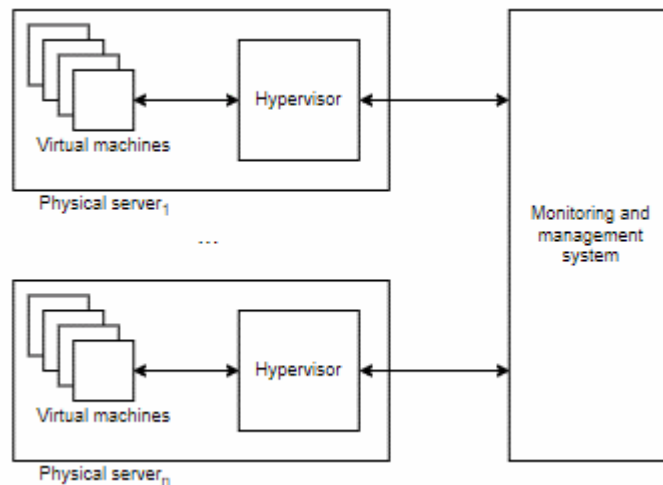 Hypervisor
Virtual machines
Physical server₁
...
Monitoring and
management
system
Hypervisor
Virtual machines
Physical serverₙ